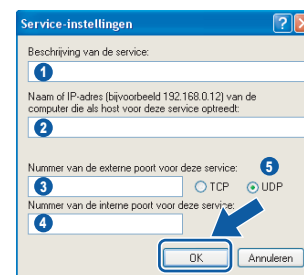 Service-instellingen
Beschrijving van de service:
1
Naam of IP-adres (bijvoorbeeld 192.168.0.12) van de
computer die als host voor deze service optreedt:
2
Nummer van de externe poort voor deze service:
5
3
TCP
UDP
Nummer van de interne poort voor deze service:
4
OK
Annuleren